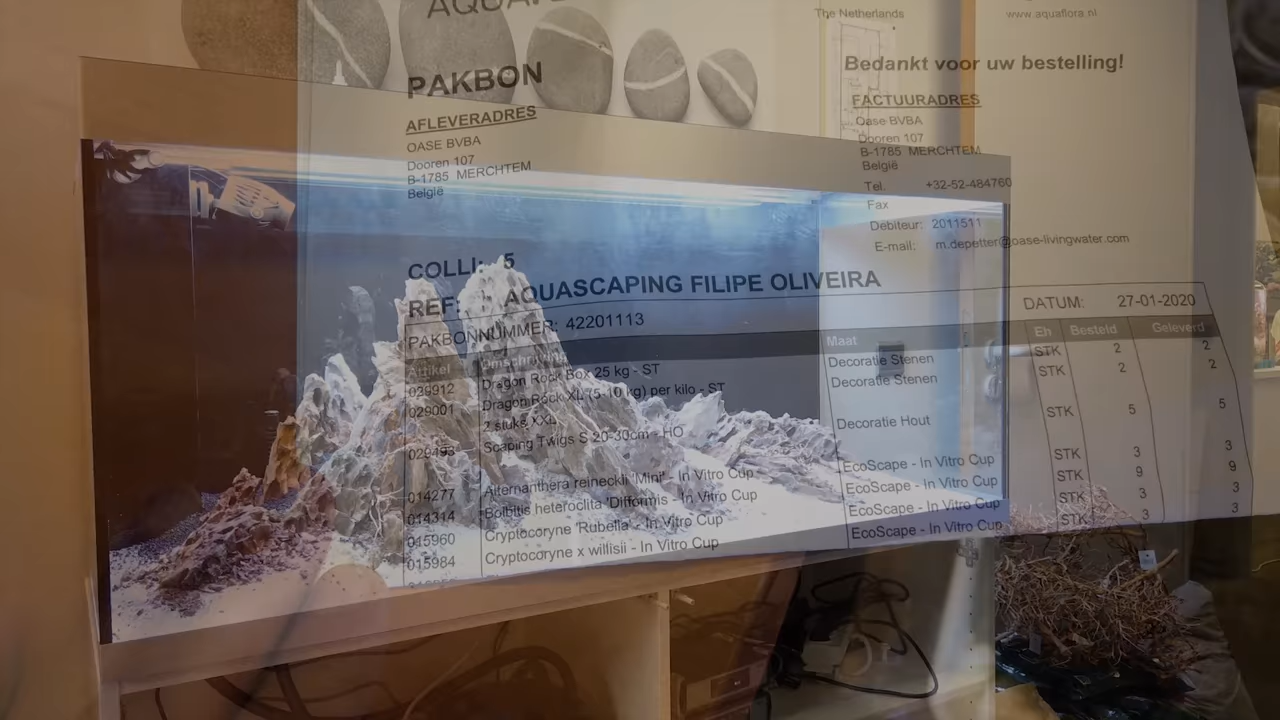 The Netherlands
www.aquaflora.nl
PAKBON
Bedankt voor uw bestelling!
AFLEVERADRES
OASE BVBA
Dooren 107
B-1785 MERCHTEM
België
FACTUURADRES
Oase BVBA
Dooren 107
B-1785 MERCHTEM
België
Tel. +32-52-484760
Fax
Debiteur: 2011511
E-mail: m.depetter@oase-livingwater.com
COLLI: 5
REF: AQUASCAPING FILIPE OLIVEIRA
PAKBONNUMMER: 42201113 DATUM: 27-01-2020
Artikel Omschrijving Maat Eh Besteld Geleverd
029912 Dragon Rock Box 25 kg - ST Decoratie Stenen STK 2 2
029001 Dragon Rock XL (5-10 kg) per kilo - ST Decoratie Stenen STK 2 2
2 stuks XXL
029493 Scaping Twigs S 20-30cm - HO Decoratie Hout STK 5 5
014277 Alternanthera reineckii 'Mini' - In Vitro Cup EcoScape - In Vitro Cup STK 3 3
014314 Bolbitis heteroclita 'Difformis - In Vitro Cup EcoScape - In Vitro Cup STK 9 9
015960 Cryptocoryne 'Rubella' - In Vitro Cup EcoScape - In Vitro Cup STK 3 3
015984 Cryptocoryne x willisii - In Vitro Cup EcoScape - In Vitro Cup STK 3 3